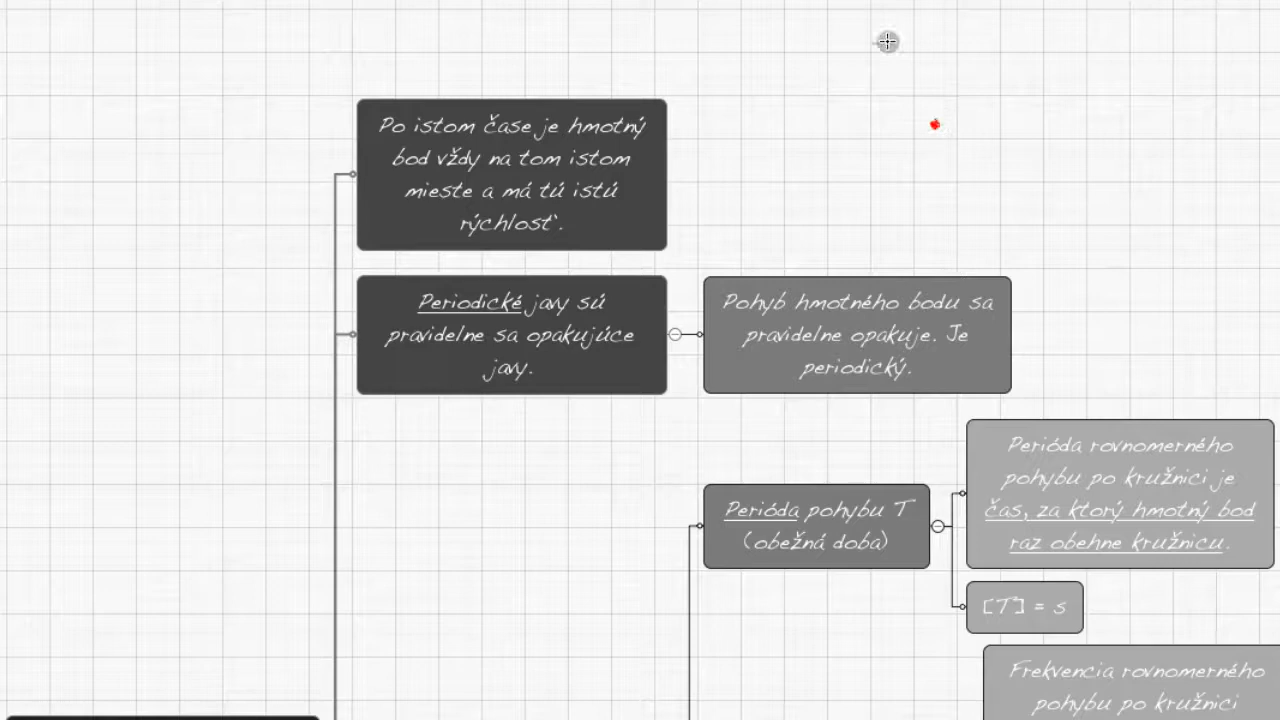 Po istom čase je hmotný
bod vždy na tom istom
mieste a má tú istú
rýchlosť.
Periodické javy sú
pravidelne sa opakujúce
javy.
Pohyb hmotného bodu sa
pravidelne opakuje. Je
periodický.
Perióda pohybu T
(obežná doba)
Perióda rovnomerného
pohybu po kružnici je
čas, za ktorý hmotný bod
raz obehne kružnicu.
[T] = s
Frekvencia rovnomerného
pohybu po kružnici